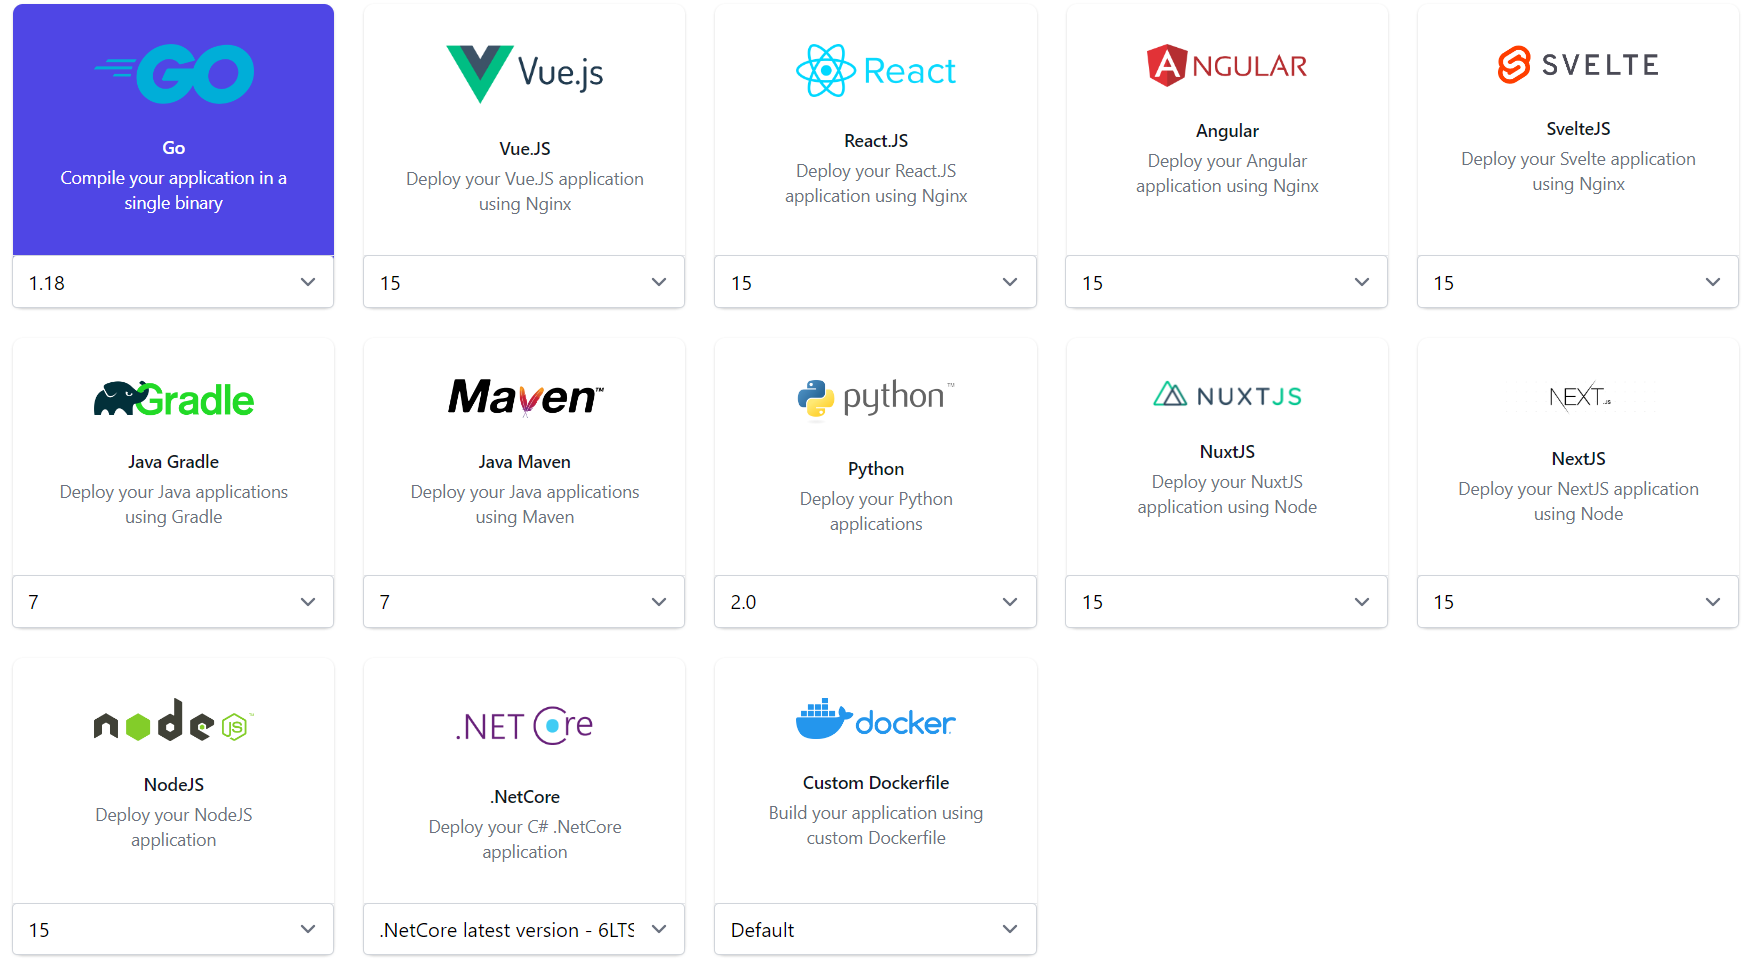 GO
Vue.js
React
ANGULAR
SVELTE
Go
Compile your application in a
single binary
Vue.JS
Deploy your Vue.JS application
using Nginx
React.JS
Deploy your React.JS
application using Nginx
Angular
Deploy your Angular
application using Nginx
SvelteJS
Deploy your Svelte application
using Nginx
1.18
15
15
15
15
Gradle
Maven™
python™
NUXTJS
NEXT.JS
Java Gradle
Deploy your Java applications
using Gradle
Java Maven
Deploy your Java applications
using Maven
Python
Deploy your Python
applications
NuxtJS
Deploy your NuxtJS
application using Node
NextJS
Deploy your NextJS application
using Node
7
7
2.0
15
15
node JS™
.NET Core
docker
NodeJS
Deploy your NodeJS
application
.NetCore
Deploy your C# .NetCore
application
Custom Dockerfile
Build your application using
custom Dockerfile
15
.NetCore latest version - 6LTS
Default